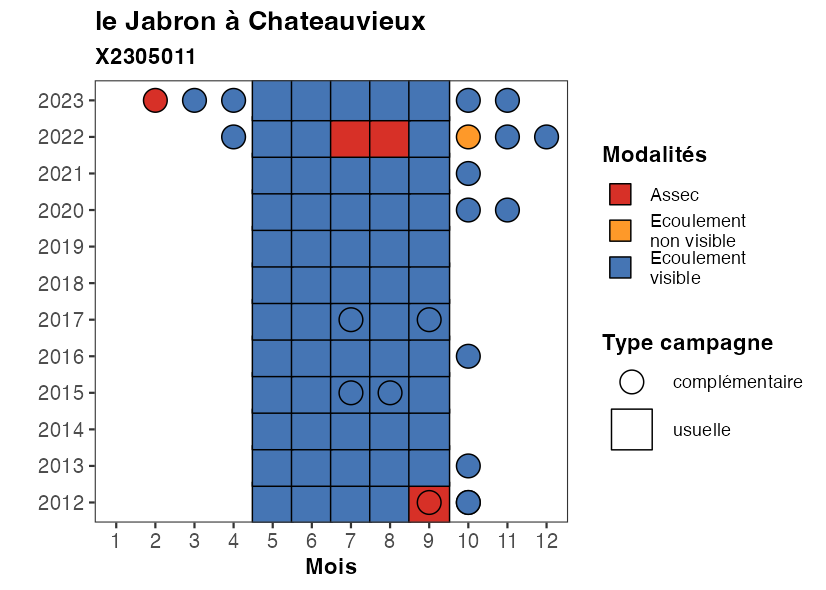 le Jabron à Chateauvieux
X2305011
2023
2022
2021
2020
2019
2018
2017
2016
2015
2014
2013
2012
1 2 3 4 5 6 7 8 9 10 11 12
Mois
Modalités
Assec
Ecoulement
non visible
Ecoulement
visible
Type campagne
complémentaire
usuelle